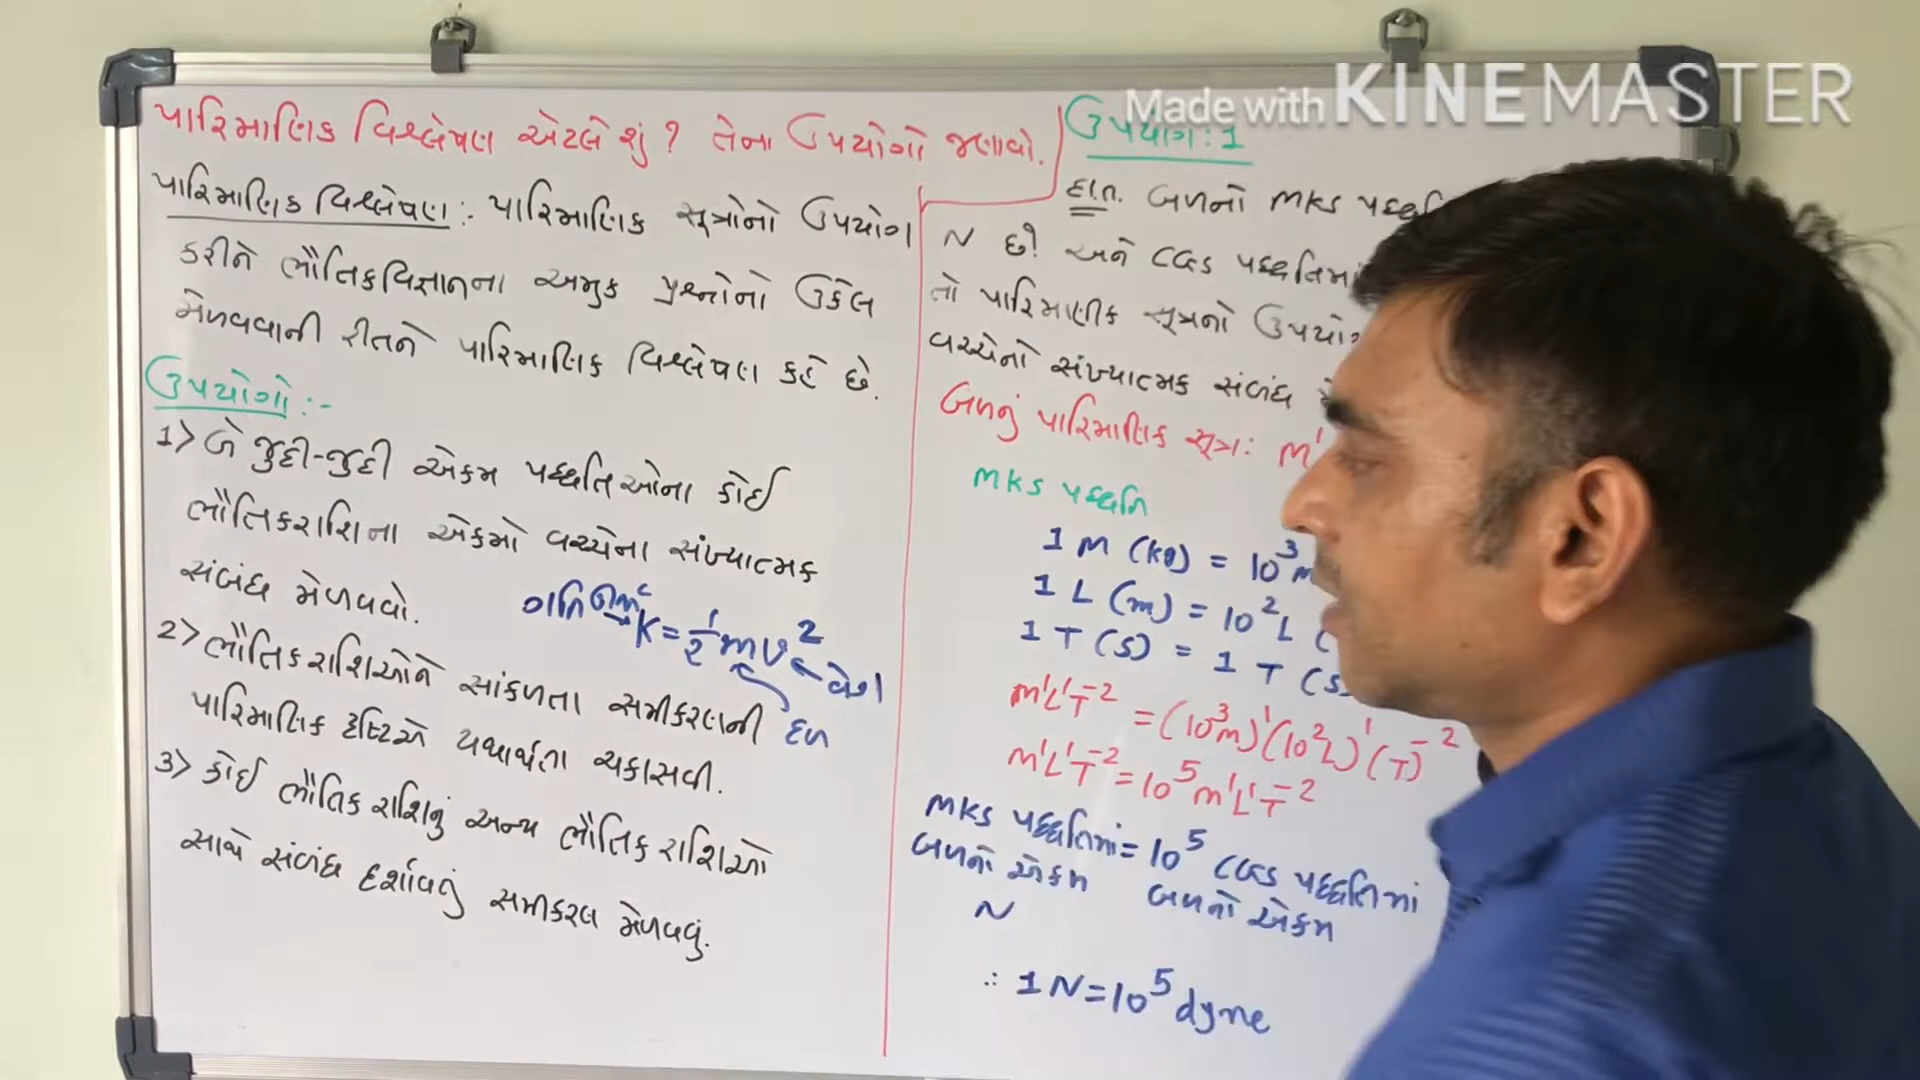 Made with KINEMASTER
પારિમાણિક વિશ્લેષણ એટલે શું? તેના ઉપયોગો જણાવો.
પારિમાણિક વિશ્લેષણ :- પારિમાણિક સૂત્રોનો ઉપયોગ
કરીને ભૌતિકવિજ્ઞાનના અમુક પ્રશ્નોનો ઉકેલ
મેળવવાની રીતને પારિમાણિક વિશ્લેષણ કહે છે.
ઉપયોગો :-
1> બે જુદી-જુદી એકમ પદ્ધતિઓના કોઈ
ભૌતિકરાશિના એકમો વચ્ચેના સંખ્યાત્મક
સંબંધ મેળવવો.
ગતિ
K = 1/2 mv² વેગ
દળ
2> ભૌતિકરાશિઓને સાંકળતા સમીકરણની
પારિમાણિક દૃષ્ટિએ યથાર્થતા ચકાસવી.
3> કોઈ ભૌતિક રાશિનું અન્ય ભૌતિક રાશિઓ
સાથે સંબંધ દર્શાવતું સમીકરણ મેળવવું.
ઉપયોગ : 1
દા.ત. બળનો MKS
N છે. અને CGS
તો પારિમાણીક સૂત્રનો
વચ્ચેનો સંખ્યાત્મક સંબંધ
બળનું પારિમાણિક સૂત્ર: M¹
MKS પદ્ધતિ
1 M (kg) = 10³ M
1 L (m) = 10² L (
1 T (s) = 1 T (s
M¹L¹T⁻² = (10³M)¹(10²L)¹(T)⁻²
M¹L¹T⁻² = 10⁵ M¹L¹T⁻²
MKS પદ્ધતિમાં = 10⁵ CGS પદ્ધતિમાં
બળનો એકમ બળનો એકમ
N
∴ 1 N = 10⁵ dyne